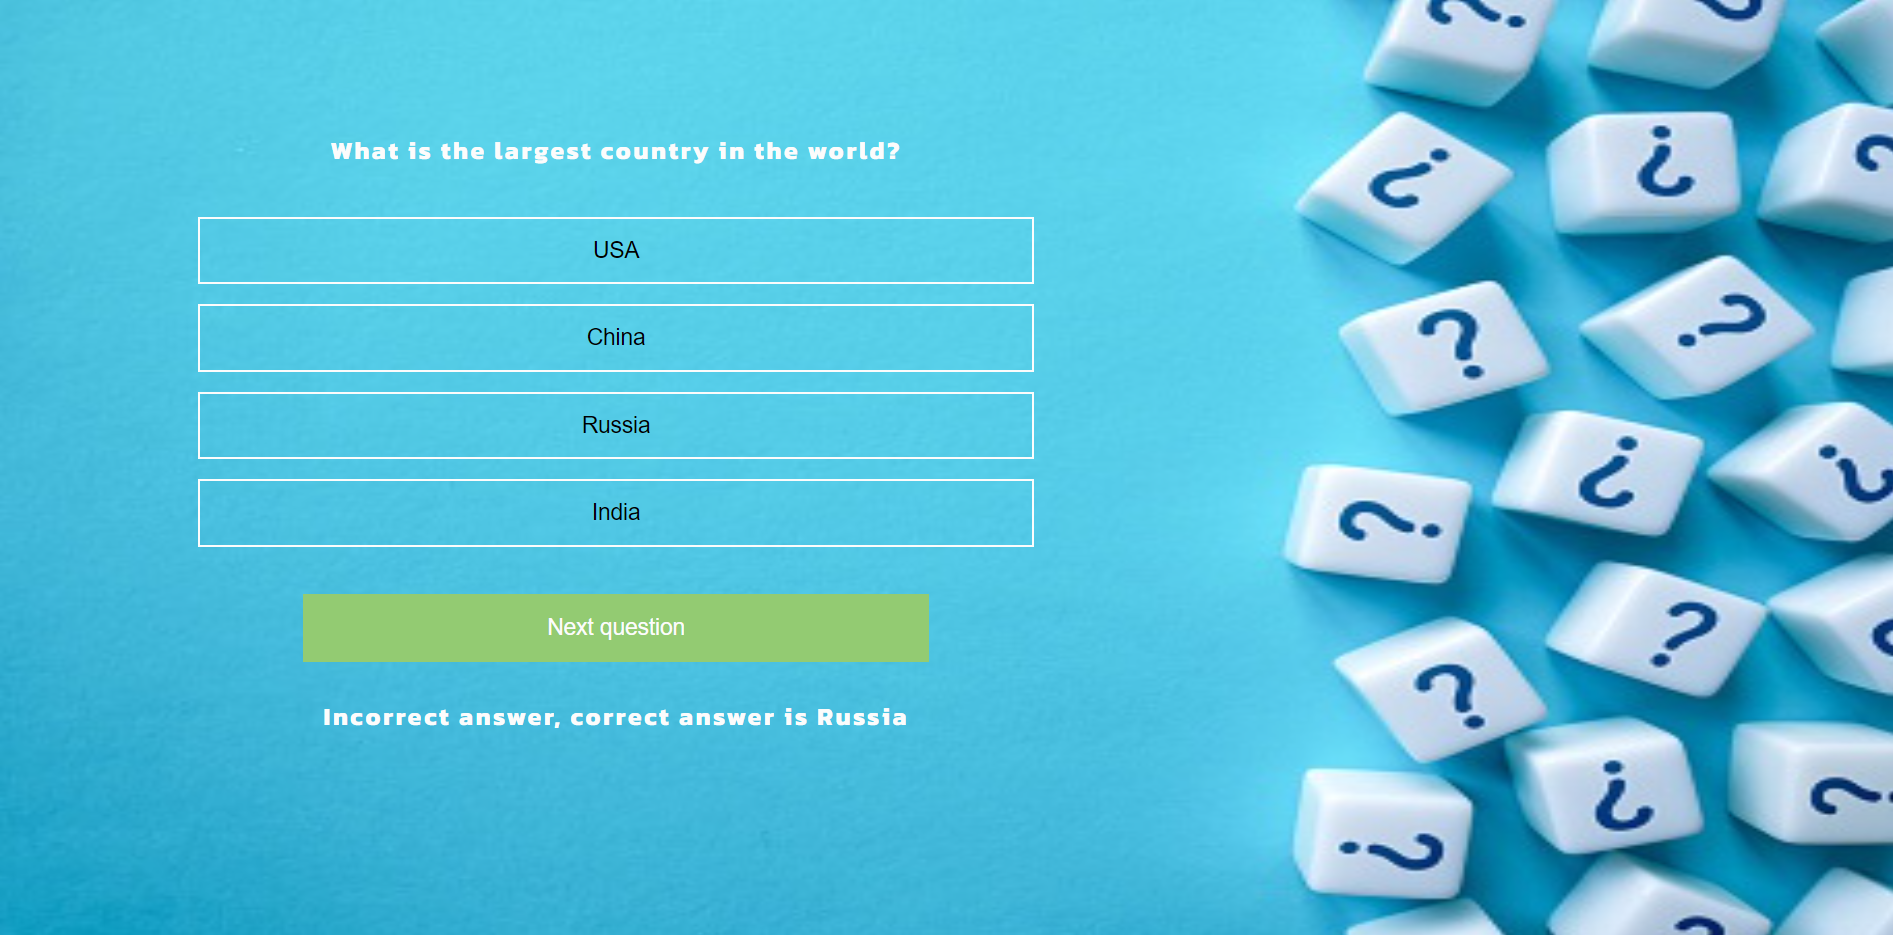 What is the largest country in the world?
USA
China
Russia
India
Next question
Incorrect answer, correct answer is Russia